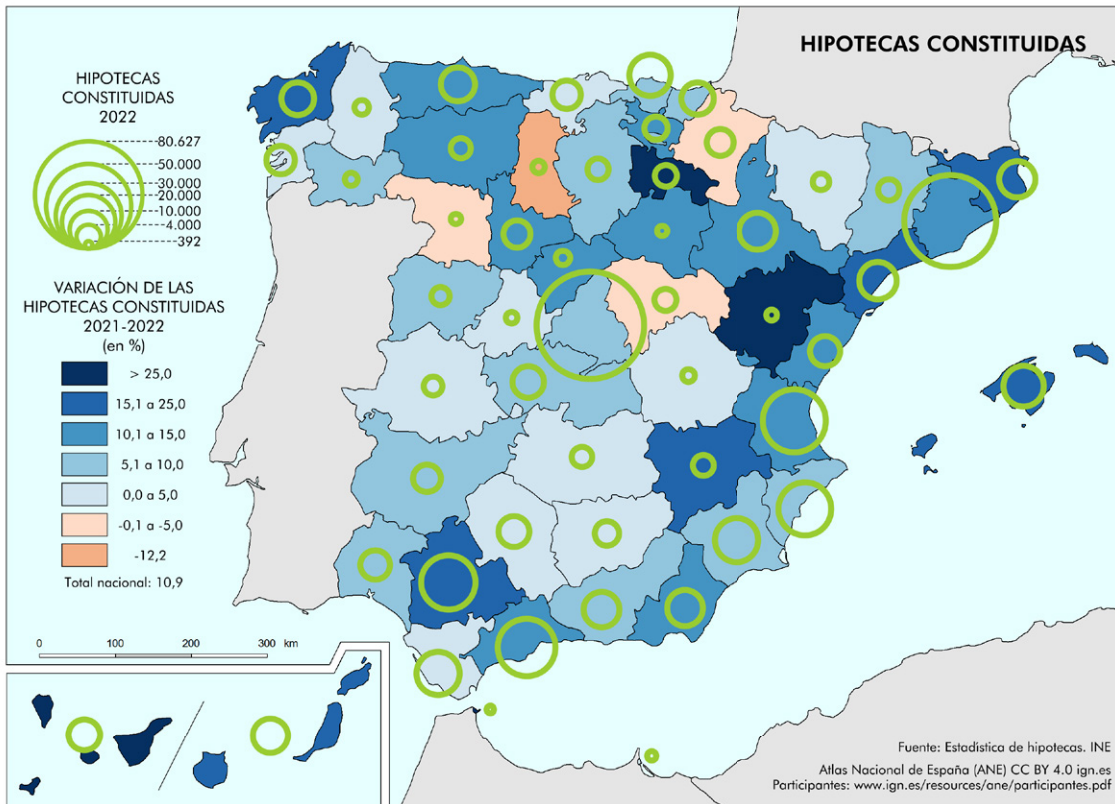 HIPOTECAS CONSTITUIDAS
HIPOTECAS
CONSTITUIDAS
2022
80.627
50.000
30.000
20.000
10.000
4.000
392
VARIACIÓN DE LAS
HIPOTECAS CONSTITUIDAS
2021-2022
(en %)
> 25,0
15,1 a 25,0
10,1 a 15,0
5,1 a 10,0
0,0 a 5,0
-0,1 a -5,0
-12,2
Total nacional: 10,9
0 100 200 300 km
Fuente: Estadística de hipotecas. INE
Atlas Nacional de España (ANE) CC BY 4.0 ign.es
Participantes: www.ign.es/resources/ane/participantes.pdf